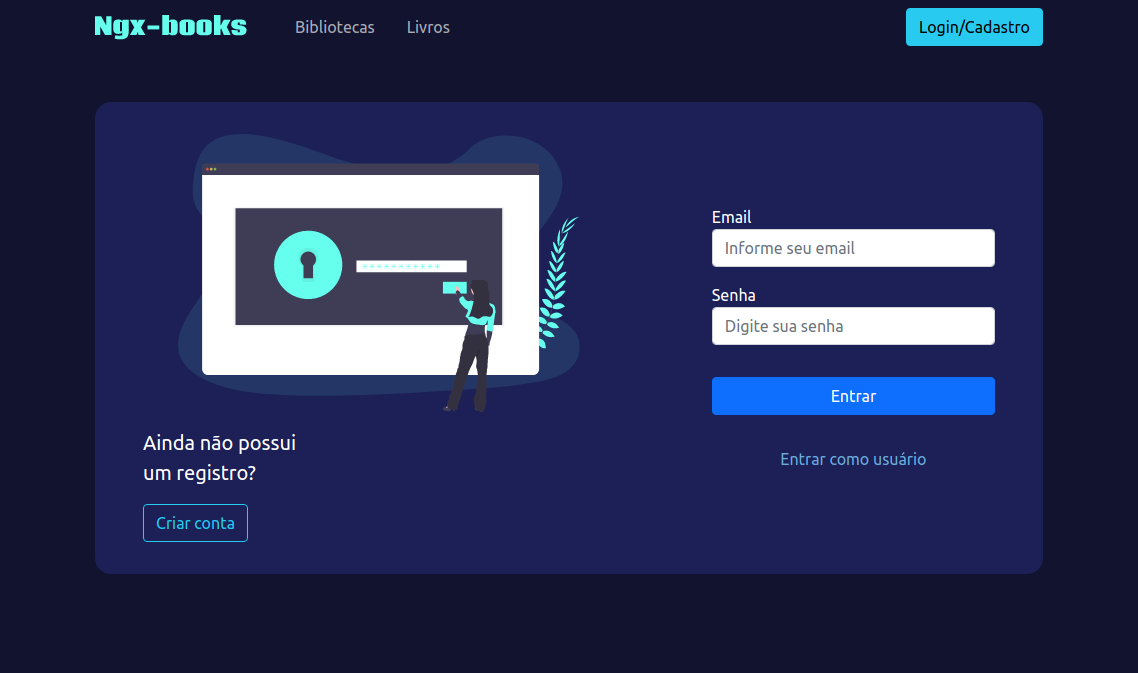 Ngx-books
Bibliotecas
Livros
Login/Cadastro
Email
Informe seu email
Senha
Digite sua senha
Entrar
Entrar como usuário
Ainda não possui
um registro?
Criar conta